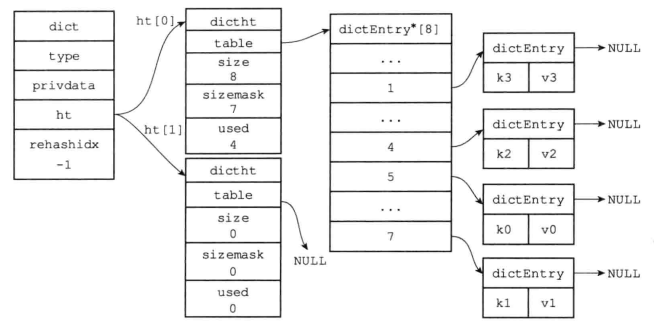 dict
type
privdata
ht
rehashidx
-1
ht[0]
ht[1]
dictht
table
size
8
sizemask
7
used
4
dictht
table
size
0
sizemask
0
used
0
NULL
dictEntry*[8]
...
1
...
4
5
...
7
dictEntry
k3 v3
NULL
dictEntry
k2 v2
NULL
dictEntry
k0 v0
NULL
dictEntry
k1 v1
NULL